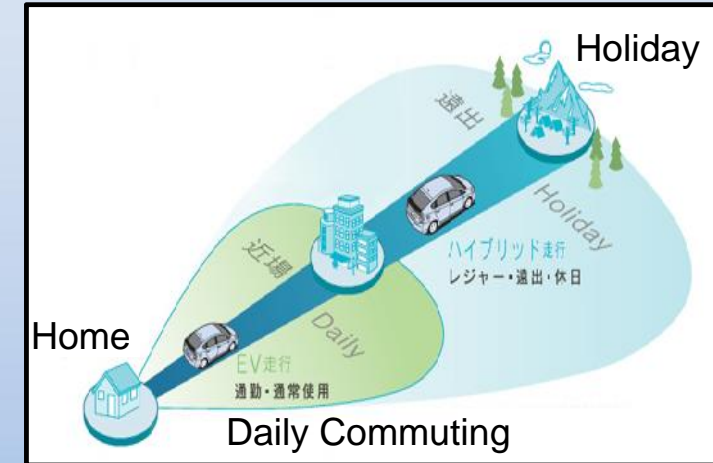 Holiday
遠出
Holiday
ハイブリッド走行
レジャー・遠出・休日
近場
Daily
Home
EV走行
通勤・通常使用
Daily Commuting